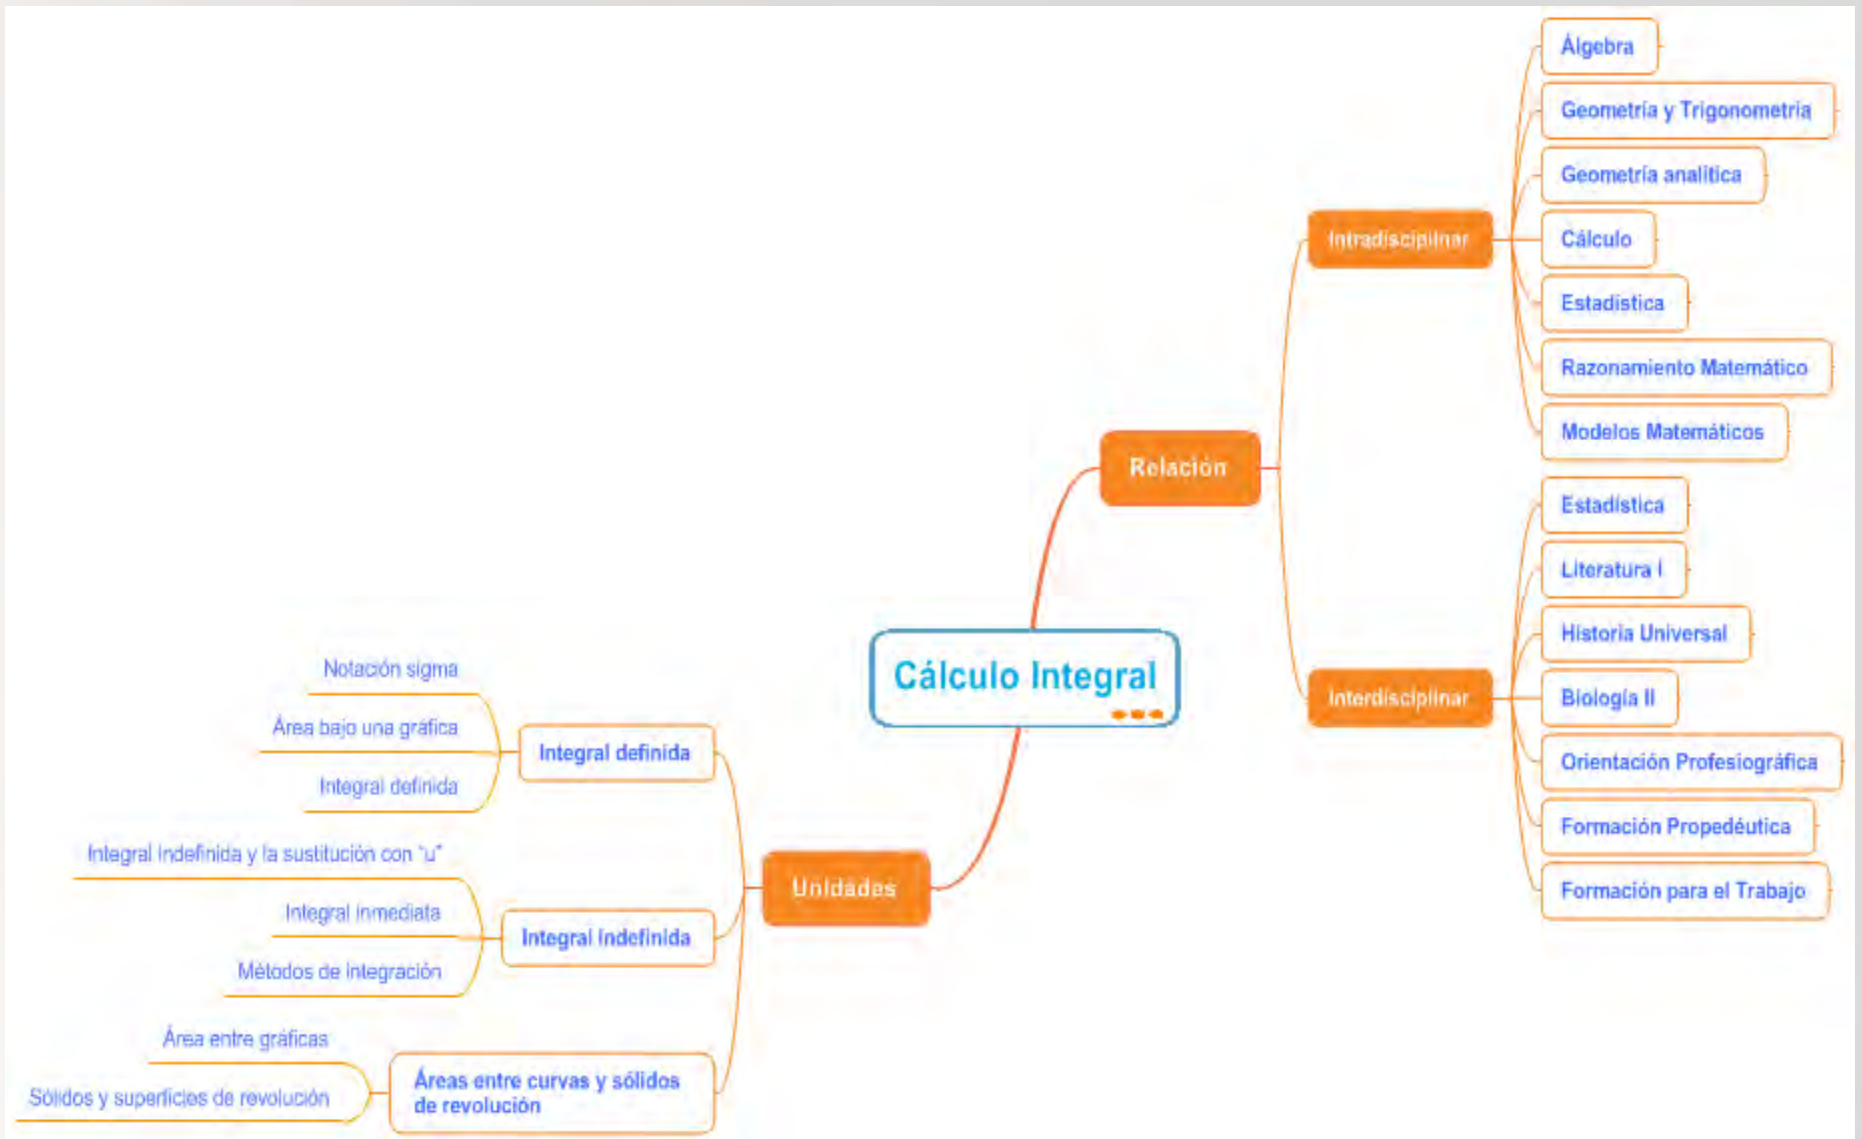 Cálculo Integral
Relación
Intradisciplinar
Álgebra
Geometría y Trigonometría
Geometría analítica
Cálculo
Estadística
Razonamiento Matemático
Modelos Matemáticos
Interdisciplinar
Estadística
Literatura I
Historia Universal
Biología II
Orientación Profesiográfica
Formación Propedéutica
Formación para el Trabajo
Unidades
Integral definida
Notación sigma
Área bajo una gráfica
Integral definida
Integral indefinida
Integral indefinida y la sustitución con “u”
Integral inmediata
Métodos de integración
Áreas entre curvas y sólidos
de revolución
Área entre gráficas
Sólidos y superficies de revolución